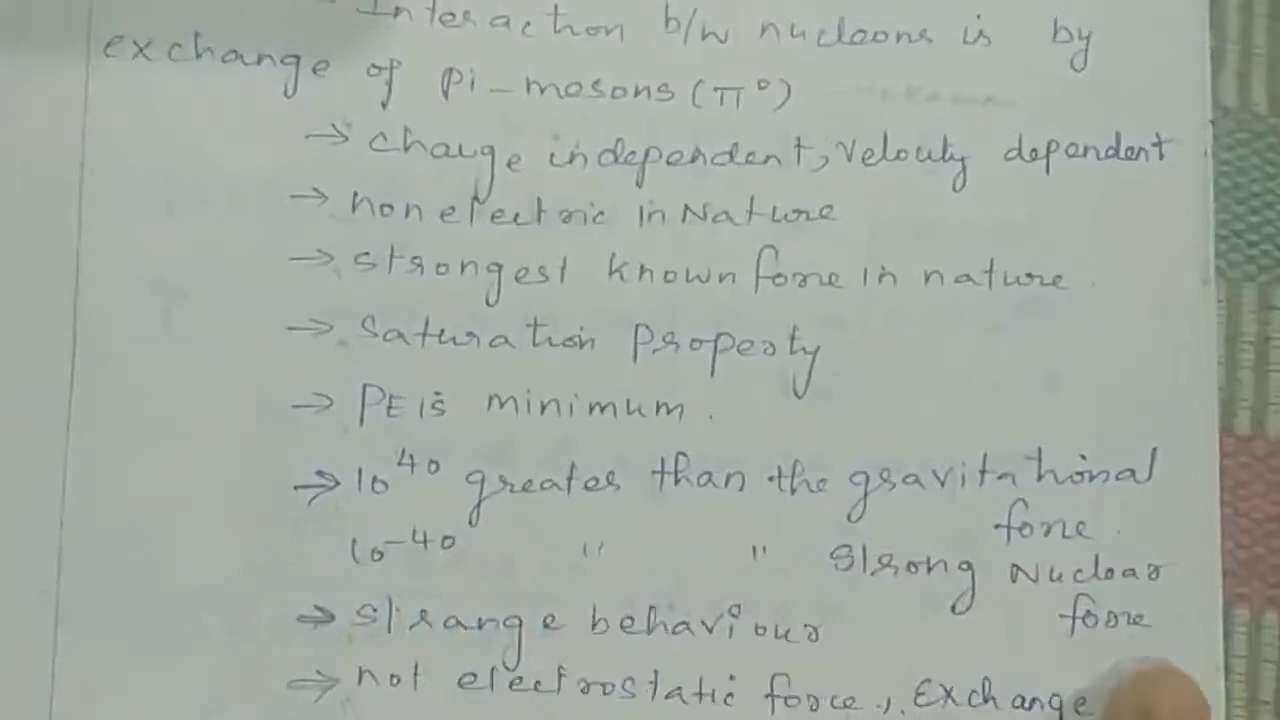 Interaction b/w nucleons is by
exchange of Pi-mesons (π°)
→ charge independent, velocity dependent
→ non electric in Nature
→ strongest known force in nature.
→ Saturation Property
→ PE is minimum.
→ 10^40 greater than the gravitational
force.
10^-40 " " Strong Nuclear
force
→ strange behaviour
→ not electrostatic force, Exchange